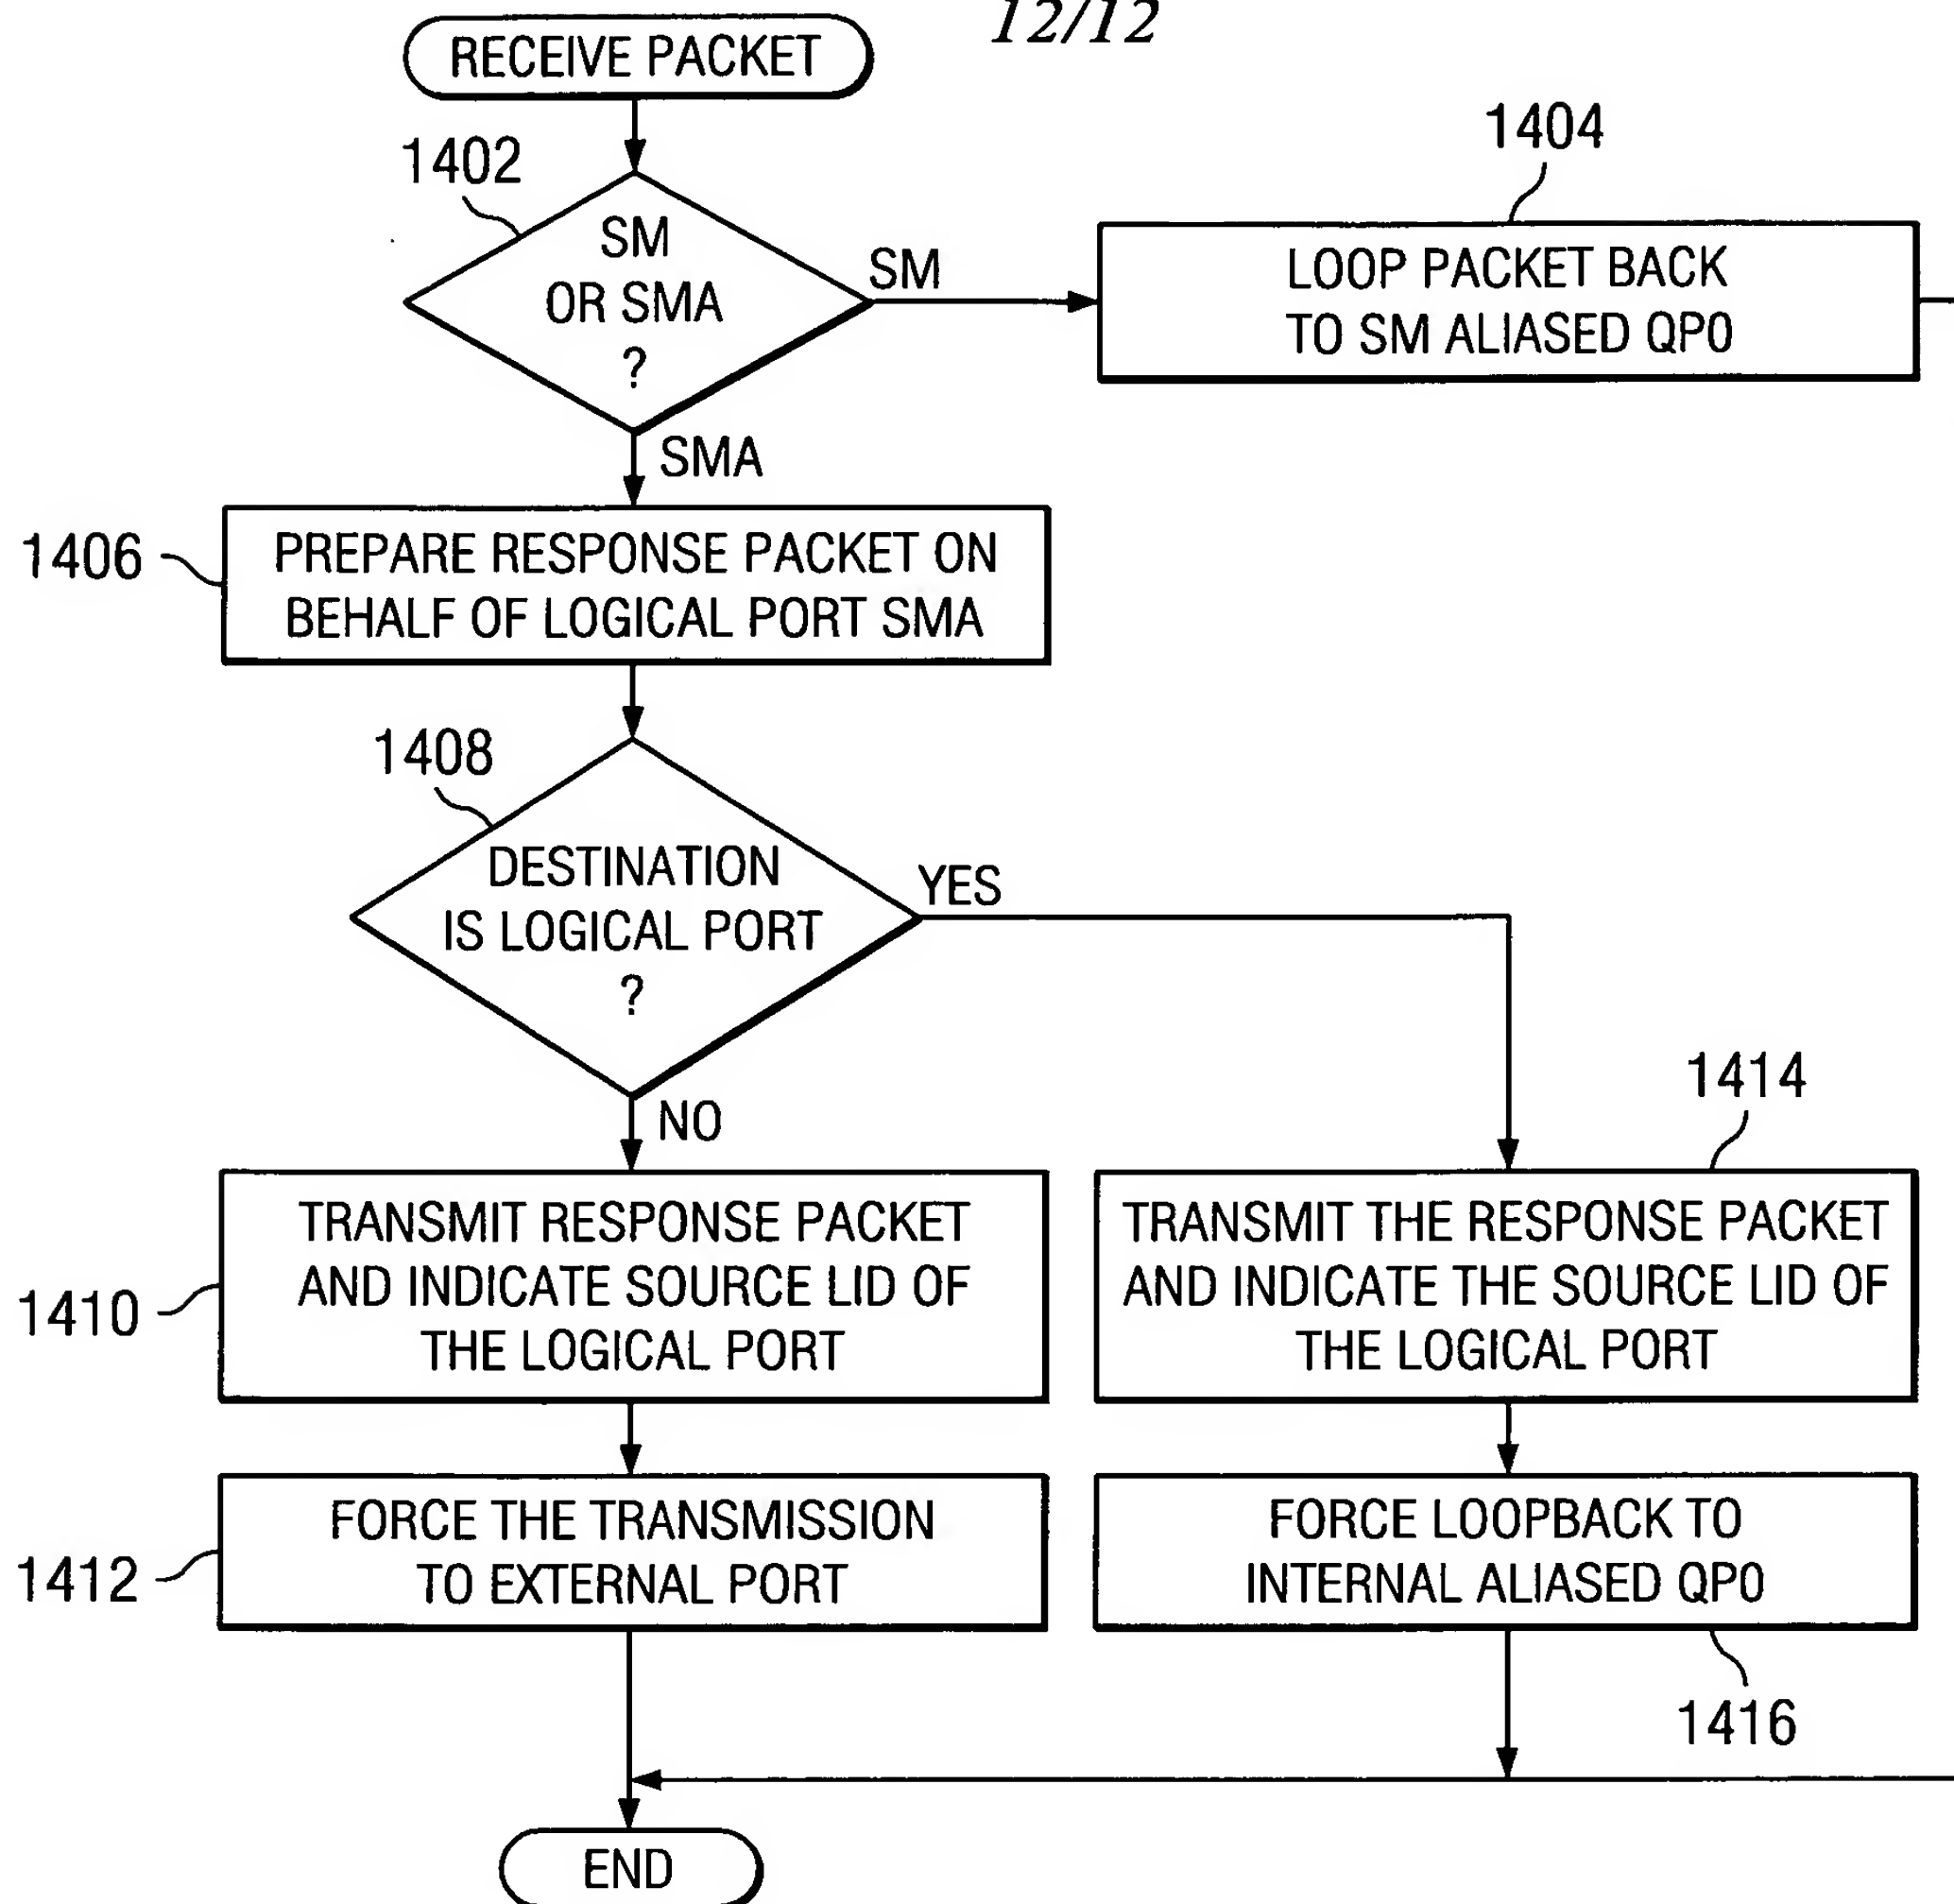 12/12
RECEIVE PACKET
1402
SM
OR SMA
?
SM
1404
LOOP PACKET BACK
TO SM ALIASED QP0
SMA
1406
PREPARE RESPONSE PACKET ON
BEHALF OF LOGICAL PORT SMA
1408
DESTINATION
IS LOGICAL PORT
?
YES
NO
1410
TRANSMIT RESPONSE PACKET
AND INDICATE SOURCE LID OF
THE LOGICAL PORT
1414
TRANSMIT THE RESPONSE PACKET
AND INDICATE THE SOURCE LID OF
THE LOGICAL PORT
1412
FORCE THE TRANSMISSION
TO EXTERNAL PORT
FORCE LOOPBACK TO
INTERNAL ALIASED QP0
1416
END